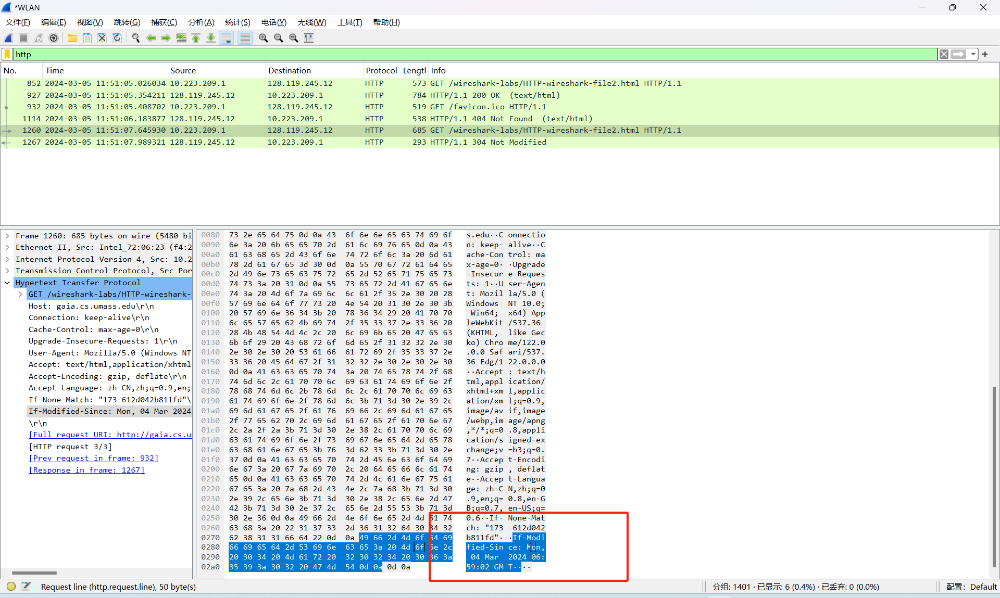 *WLAN
文件(F) 编辑(E) 视图(V) 跳转(G) 捕获(C) 分析(A) 统计(S) 电话(Y) 无线(W) 工具(T) 帮助(H)
http
No. Time Source Destination Protocol Length Info
852 2024-03-05 11:51:05.026034 10.223.209.1 128.119.245.12 HTTP 573 GET /wireshark-labs/HTTP-wireshark-file2.html HTTP/1.1
927 2024-03-05 11:51:05.354211 128.119.245.12 10.223.209.1 HTTP 784 HTTP/1.1 200 OK  (text/html)
932 2024-03-05 11:51:05.408702 10.223.209.1 128.119.245.12 HTTP 519 GET /favicon.ico HTTP/1.1
1114 2024-03-05 11:51:06.183877 128.119.245.12 10.223.209.1 HTTP 538 HTTP/1.1 404 Not Found  (text/html)
1260 2024-03-05 11:51:07.645930 10.223.209.1 128.119.245.12 HTTP 685 GET /wireshark-labs/HTTP-wireshark-file2.html HTTP/1.1
1267 2024-03-05 11:51:07.989321 128.119.245.12 10.223.209.1 HTTP 293 HTTP/1.1 304 Not Modified
Frame 1260: 685 bytes on wire (5480 bi
Ethernet II, Src: Intel_72:06:23 (f4:2
Internet Protocol Version 4, Src: 10.2
Transmission Control Protocol, Src Por
Hypertext Transfer Protocol
GET /wireshark-labs/HTTP-wireshark-
Host: gaia.cs.umass.edu\r\n
Connection: keep-alive\r\n
Cache-Control: max-age=0\r\n
Upgrade-Insecure-Requests: 1\r\n
User-Agent: Mozilla/5.0 (Windows NT
Accept: text/html,application/xhtml
Accept-Encoding: gzip, deflate\r\n
Accept-Language: zh-CN,zh;q=0.9,en;
If-None-Match: "173-612d042b811fd"\
If-Modified-Since: Mon, 04 Mar 2024
\r\n
[Full request URI: http://gaia.cs.u
[HTTP request 3/3]
[Prev request in frame: 932]
[Response in frame: 1267]
0080 73 2e 65 64 75 0d 0a 43 6f 6e 6e 65 63 74 69 6f s.edu··C onnectio
0090 6e 3a 20 6b 65 65 70 2d 61 6c 69 76 65 0d 0a 43 n: keep- alive··C
00a0 61 63 68 65 2d 43 6f 6e 74 72 6f 6c 3a 20 6d 61 ache-Con trol: ma
00b0 78 2d 61 67 65 3d 30 0d 0a 55 70 67 72 61 64 65 x-age=0· ·Upgrade
00c0 2d 49 6e 73 65 63 75 72 65 2d 52 65 71 75 65 73 -Insecur e-Reques
00d0 74 73 3a 20 31 0d 0a 55 73 65 72 2d 41 67 65 6e ts: 1··U ser-Agen
00e0 74 3a 20 4d 6f 7a 69 6c 6c 61 2f 35 2e 30 20 28 t: Mozil la/5.0 (
00f0 57 69 6e 64 6f 77 73 20 4e 54 20 31 30 2e 30 3b Windows  NT 10.0;
0100 20 57 69 6e 36 34 3b 20 78 36 34 29 20 41 70 70  Win64;  x64) App
0110 6c 65 57 65 62 4b 69 74 2f 35 33 37 2e 33 36 20 leWebKit /537.36
0120 28 4b 48 54 4d 4c 2c 20 6c 69 6b 65 20 47 65 63 (KHTML,  like Gec
0130 6b 6f 29 20 43 68 72 6f 6d 65 2f 31 32 32 2e 30 ko) Chro me/122.0
0140 2e 30 2e 30 20 53 61 66 61 72 69 2f 35 33 37 2e .0.0 Saf ari/537.
0150 33 36 20 45 64 67 2f 31 32 32 2e 30 2e 30 2e 30 36 Edg/1 22.0.0.0
0160 0d 0a 41 63 63 65 70 74 3a 20 74 65 78 74 2f 68 ··Accept : text/h
0170 74 6d 6c 2c 61 70 70 6c 69 63 61 74 69 6f 6e 2f tml,appl ication/
0180 78 68 74 6d 6c 2b 78 6d 6c 2c 61 70 70 6c 69 63 xhtml+xm l,applic
0190 61 74 69 6f 6e 2f 78 6d 6c 3b 71 3d 30 2e 39 2c ation/xm l;q=0.9,
01a0 69 6d 61 67 65 2f 61 76 69 66 2c 69 6d 61 67 65 image/av if,image
01b0 2f 77 65 62 70 2c 69 6d 61 67 65 2f 61 70 6e 67 /webp,im age/apng
01c0 2c 2a 2f 2a 3b 71 3d 30 2e 38 2c 61 70 70 6c 69 ,*/*;q=0 .8,appli
01d0 63 61 74 69 6f 6e 2f 73 69 67 6e 65 64 2d 65 78 cation/s igned-ex
01e0 63 68 61 6e 67 65 3b 76 3d 62 33 3b 71 3d 30 2e change;v =b3;q=0.
01f0 37 0d 0a 41 63 63 65 70 74 2d 45 6e 63 6f 64 69 7··Accep t-Encodi
0200 6e 67 3a 20 67 7a 69 70 2c 20 64 65 66 6c 61 74 ng: gzip , deflat
0210 65 0d 0a 41 63 63 65 70 74 2d 4c 61 6e 67 75 61 e··Accep t-Langua
0220 67 65 3a 20 7a 68 2d 43 4e 2c 7a 68 3b 71 3d 30 ge: zh-C N,zh;q=0
0230 2e 39 2c 65 6e 3b 71 3d 30 2e 38 2c 65 6e 2d 47 .9,en;q= 0.8,en-G
0240 42 3b 71 3d 30 2e 37 2c 65 6e 2d 55 53 3b 71 3d B;q=0.7, en-US;q=
0250 30 2e 36 0d 0a 49 66 2d 4e 6f 6e 65 2d 4d 61 74 0.6··If- None-Mat
0260 63 68 3a 20 22 31 37 33 2d 36 31 32 64 30 34 32 ch: "173 -612d042
0270 62 38 31 31 66 64 22 0d 0a 49 66 2d 4d 6f 64 69 b811fd"· ·If-Modi
0280 66 69 65 64 2d 53 69 6e 63 65 3a 20 4d 6f 6e 2c fied-Sin ce: Mon,
0290 20 30 34 20 4d 61 72 20 32 30 32 34 20 30 36 3a  04 Mar  2024 06:
02a0 35 39 3a 30 32 20 47 4d 54 0d 0a 0d 0a 59:02 GM T····
Request line (http.request.line), 50 byte(s) 分组: 1401 · 已显示: 6 (0.4%) · 已丢弃: 0 (0.0%) 配置: Default